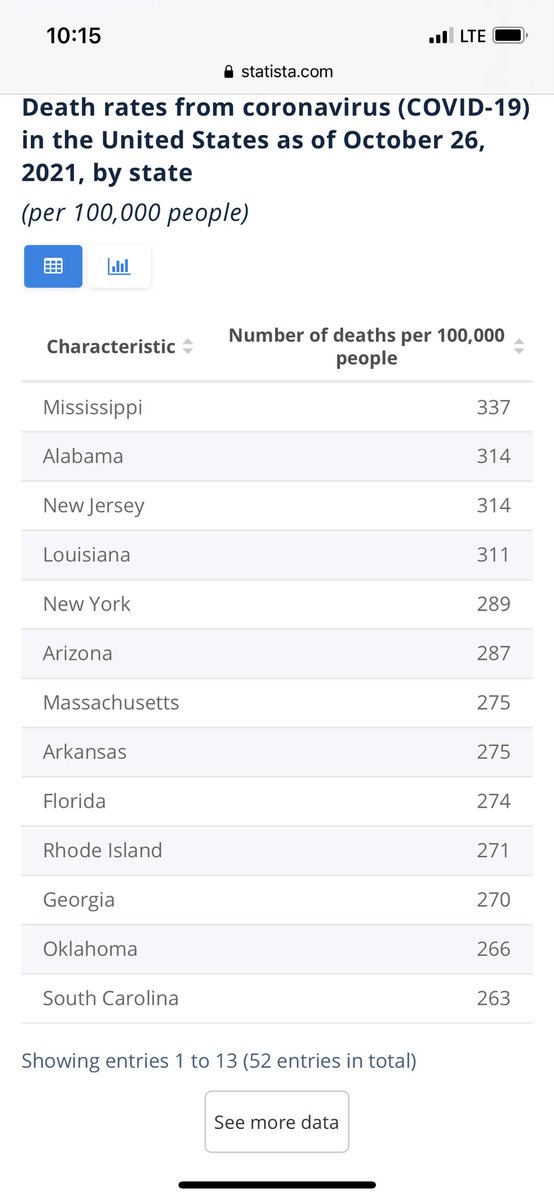 10:15
LTE
statista.com
Death rates from coronavirus (COVID-19)
in the United States as of October 26,
2021, by state
(per 100,000 people)
Characteristic
Number of deaths per 100,000
people
Mississippi 337
Alabama 314
New Jersey 314
Louisiana 311
New York 289
Arizona 287
Massachusetts 275
Arkansas 275
Florida 274
Rhode Island 271
Georgia 270
Oklahoma 266
South Carolina 263
Showing entries 1 to 13 (52 entries in total)
See more data